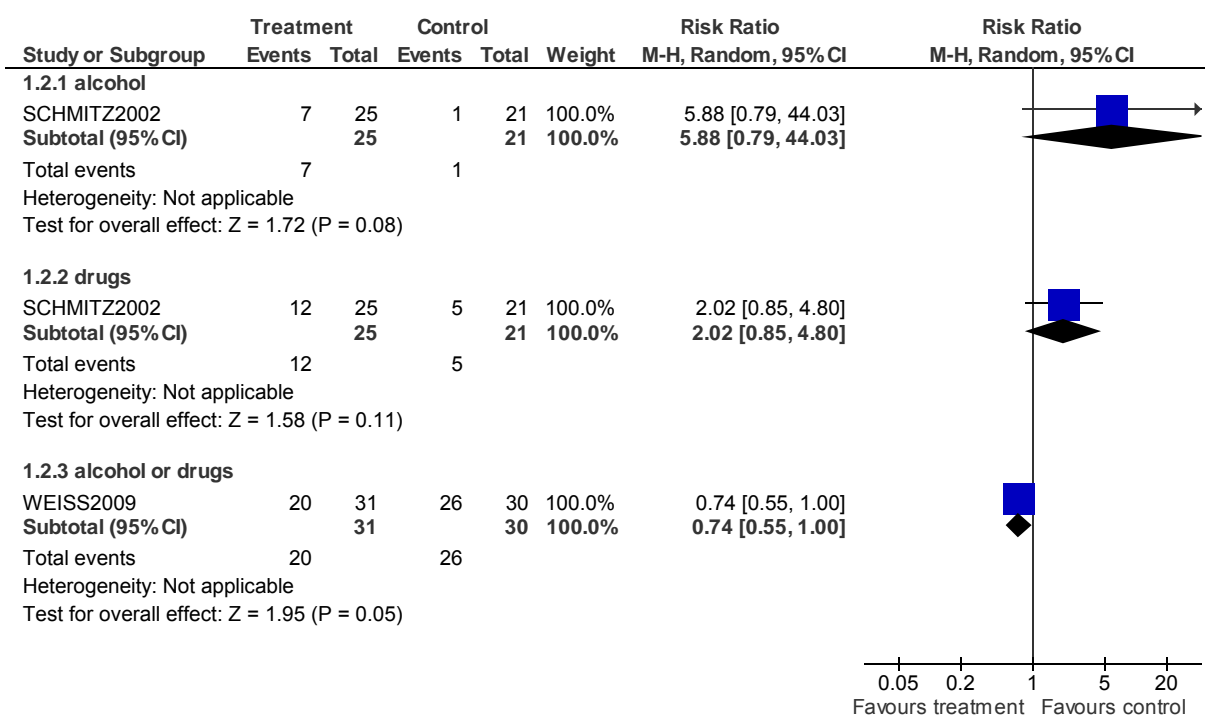 Treatment Control Risk Ratio Risk Ratio
Study or Subgroup Events Total Events Total Weight M-H, Random, 95% CI M-H, Random, 95% CI
1.2.1 alcohol
SCHMITZ2002 7 25 1 21 100.0% 5.88 [0.79, 44.03]
Subtotal (95% CI) 25 21 100.0% 5.88 [0.79, 44.03]
Total events 7 1
Heterogeneity: Not applicable
Test for overall effect: Z = 1.72 (P = 0.08)
1.2.2 drugs
SCHMITZ2002 12 25 5 21 100.0% 2.02 [0.85, 4.80]
Subtotal (95% CI) 25 21 100.0% 2.02 [0.85, 4.80]
Total events 12 5
Heterogeneity: Not applicable
Test for overall effect: Z = 1.58 (P = 0.11)
1.2.3 alcohol or drugs
WEISS2009 20 31 26 30 100.0% 0.74 [0.55, 1.00]
Subtotal (95% CI) 31 30 100.0% 0.74 [0.55, 1.00]
Total events 20 26
Heterogeneity: Not applicable
Test for overall effect: Z = 1.95 (P = 0.05)
0.05 0.2 1 5 20
Favours treatment Favours control